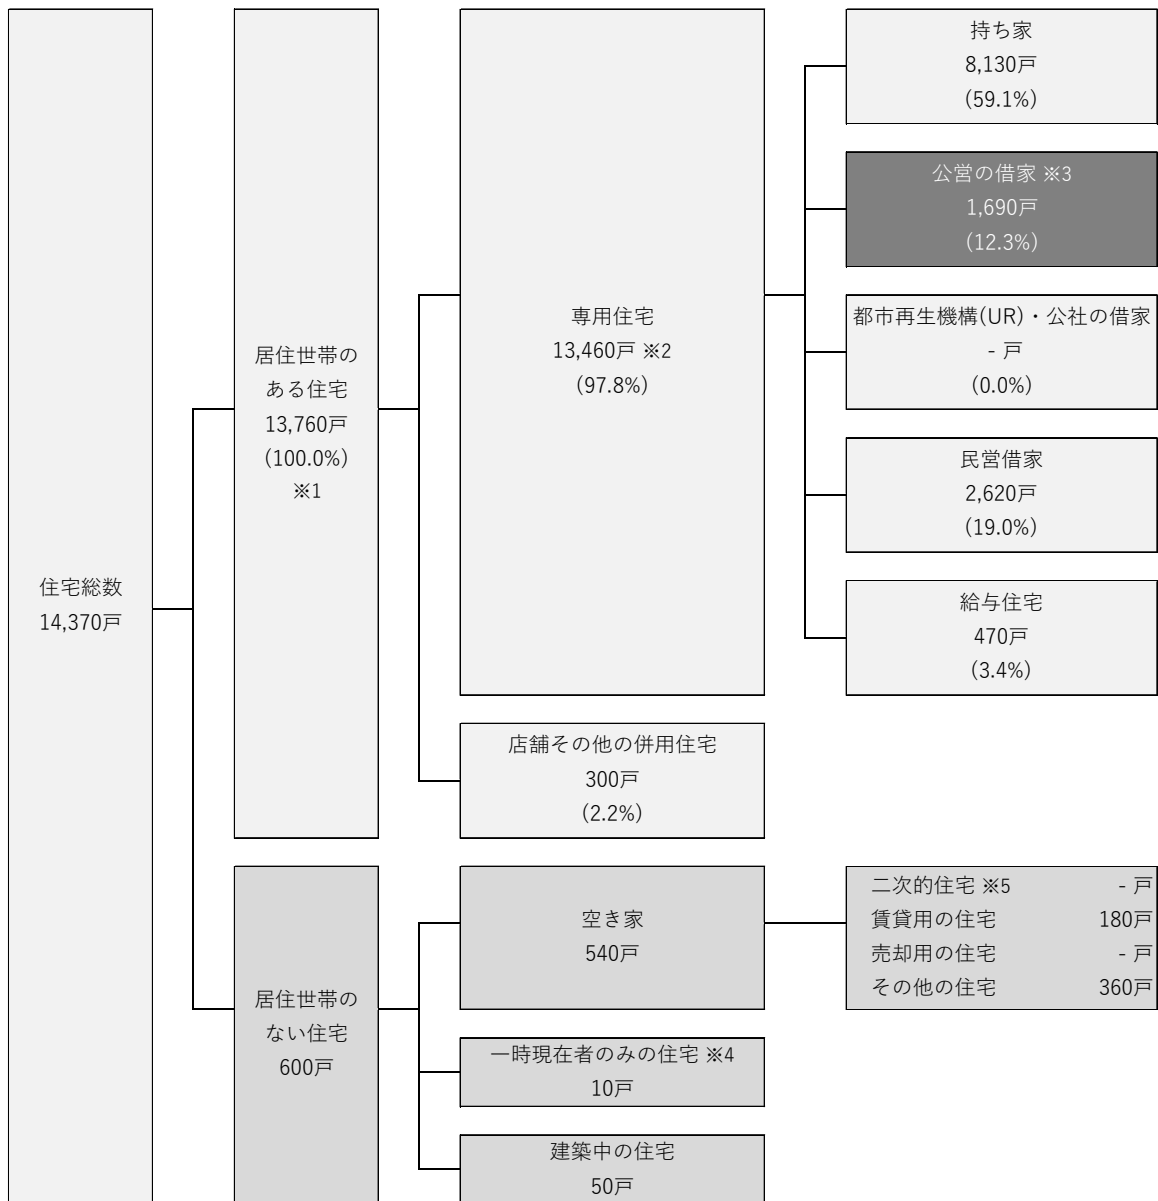 住宅総数
14,370戸
居住世帯の
ある住宅
13,760戸
(100.0%)
※1
専用住宅
13,460戸 ※2
(97.8%)
持ち家
8,130戸
(59.1%)
公営の借家 ※3
1,690戸
(12.3%)
都市再生機構(UR)・公社の借家
- 戸
(0.0%)
民営借家
2,620戸
(19.0%)
給与住宅
470戸
(3.4%)
店舗その他の併用住宅
300戸
(2.2%)
居住世帯の
ない住宅
600戸
空き家
540戸
二次的住宅 ※5 - 戸
賃貸用の住宅 180戸
売却用の住宅 - 戸
その他の住宅 360戸
一時現在者のみの住宅 ※4
10戸
建築中の住宅
50戸